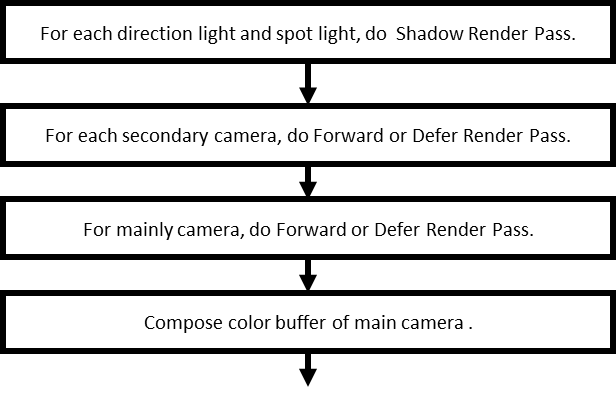 For each direction light and spot light, do Shadow Render Pass.
For each secondary camera, do Forward or Defer Render Pass.
For mainly camera, do Forward or Defer Render Pass.
Compose color buffer of main camera .